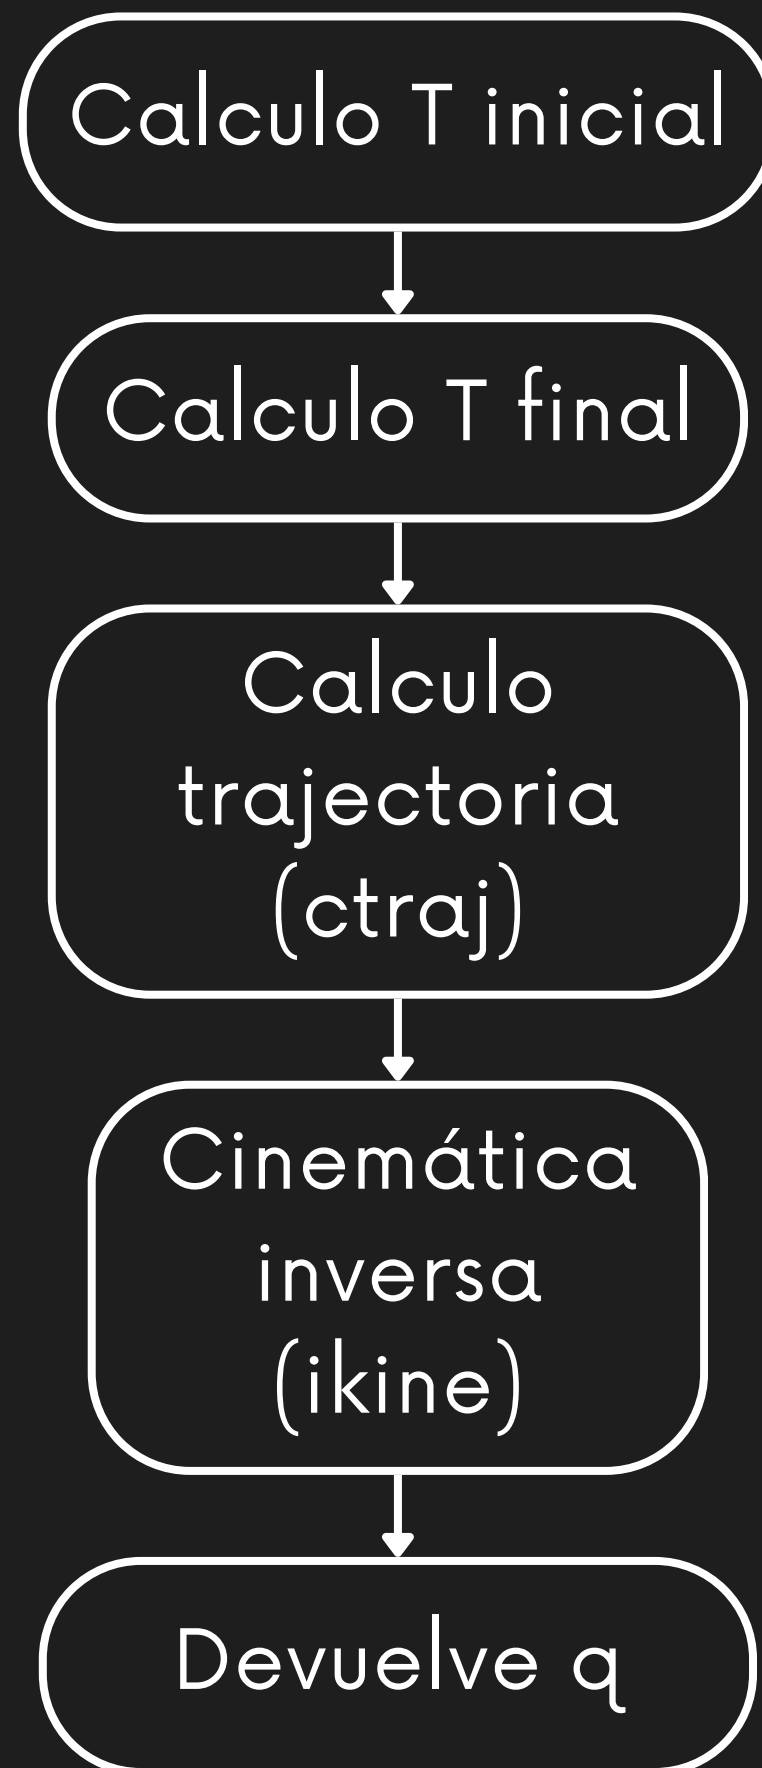 Calculo T inicial
Calculo T final
Calculo
trajectoria
(ctraj)
Cinemática
inversa
(ikine)
Devuelve q